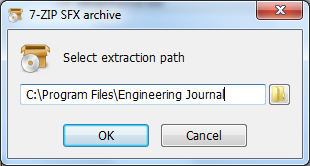 7-ZIP SFX archive
Select extraction path
C:\Program Files\Engineering Journal
OK
Cancel